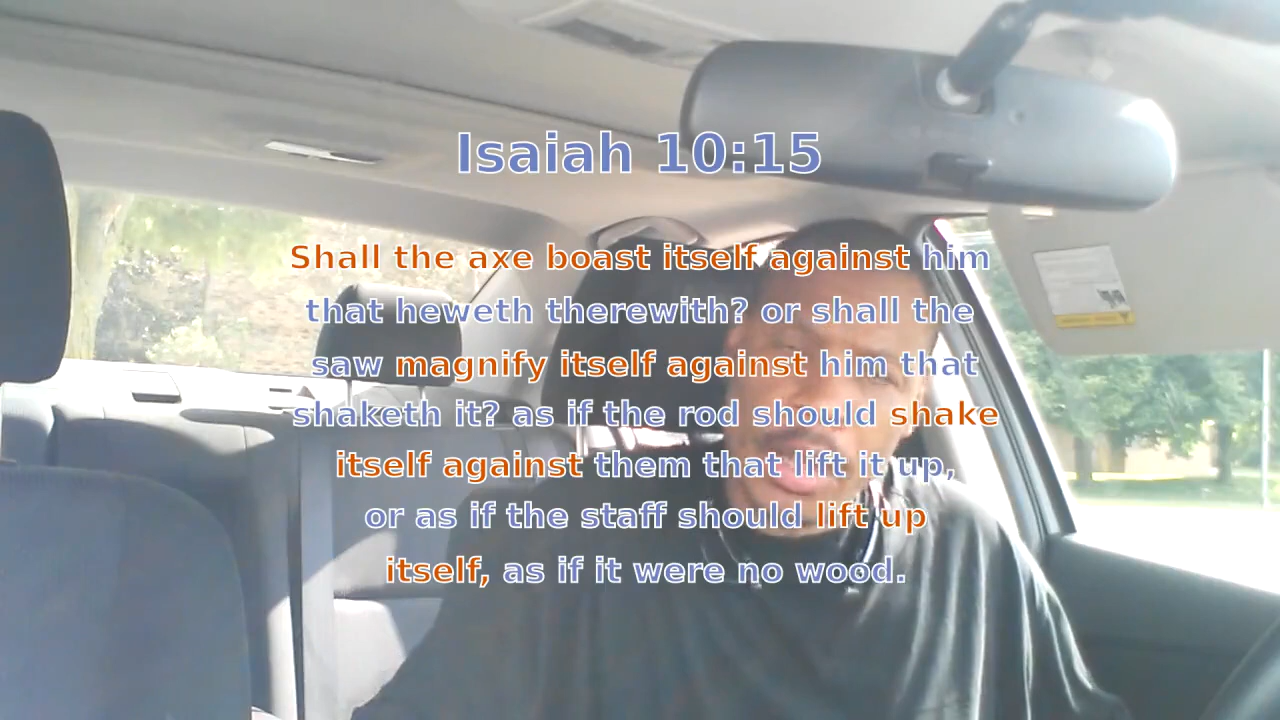 Isaiah 10:15
Shall the axe boast itself against him
that heweth therewith? or shall the
saw magnify itself against him that
shaketh it? as if the rod should shake
itself against them that lift it up,
or as if the staff should lift up
itself, as if it were no wood.